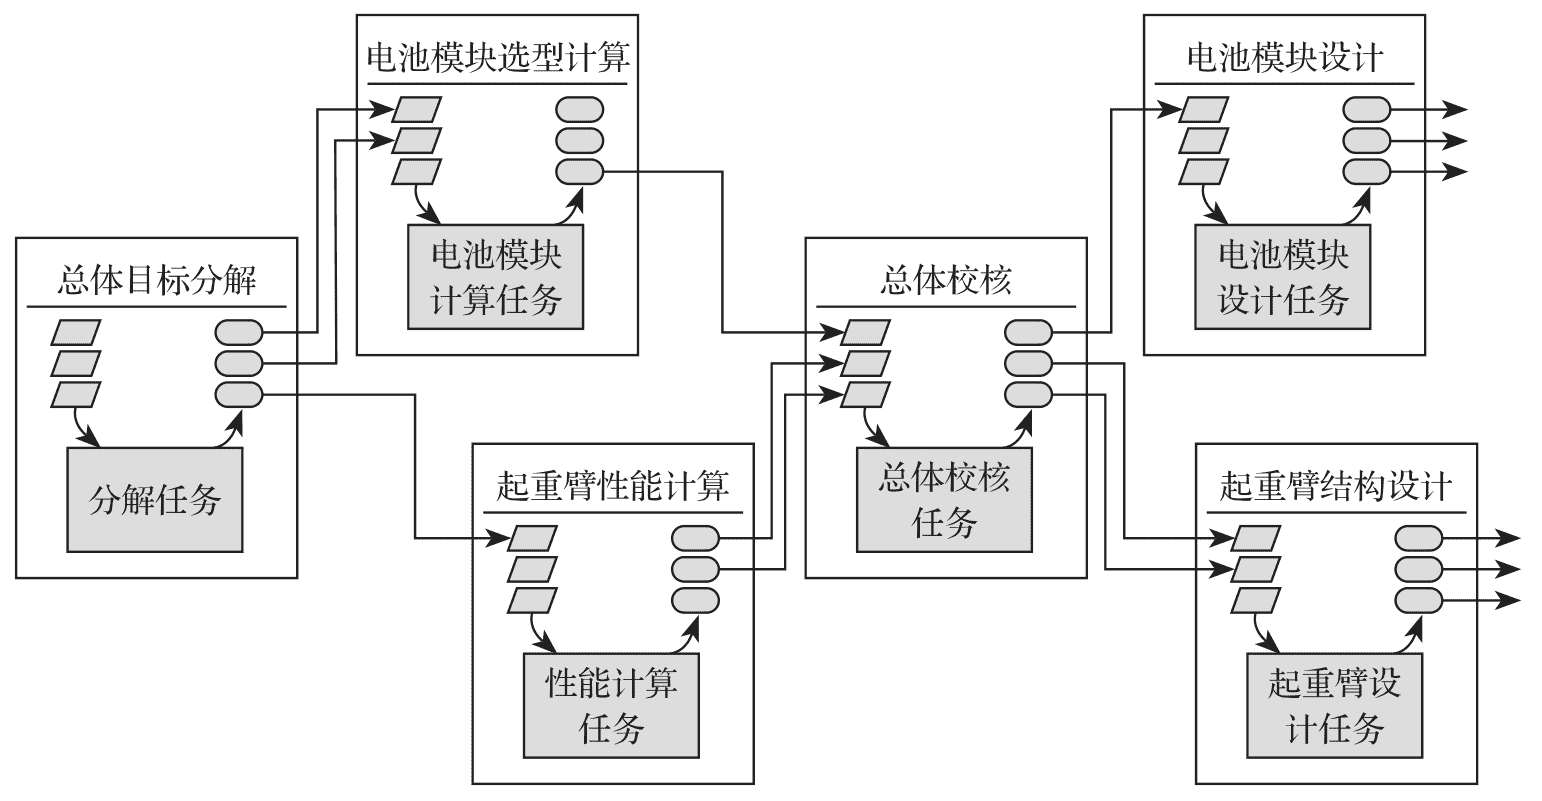 总体目标分解
分解任务
电池模块选型计算
电池模块
计算任务
起重臂性能计算
性能计算
任务
总体校核
总体校核
任务
电池模块设计
电池模块
设计任务
起重臂结构设计
起重臂设
计任务